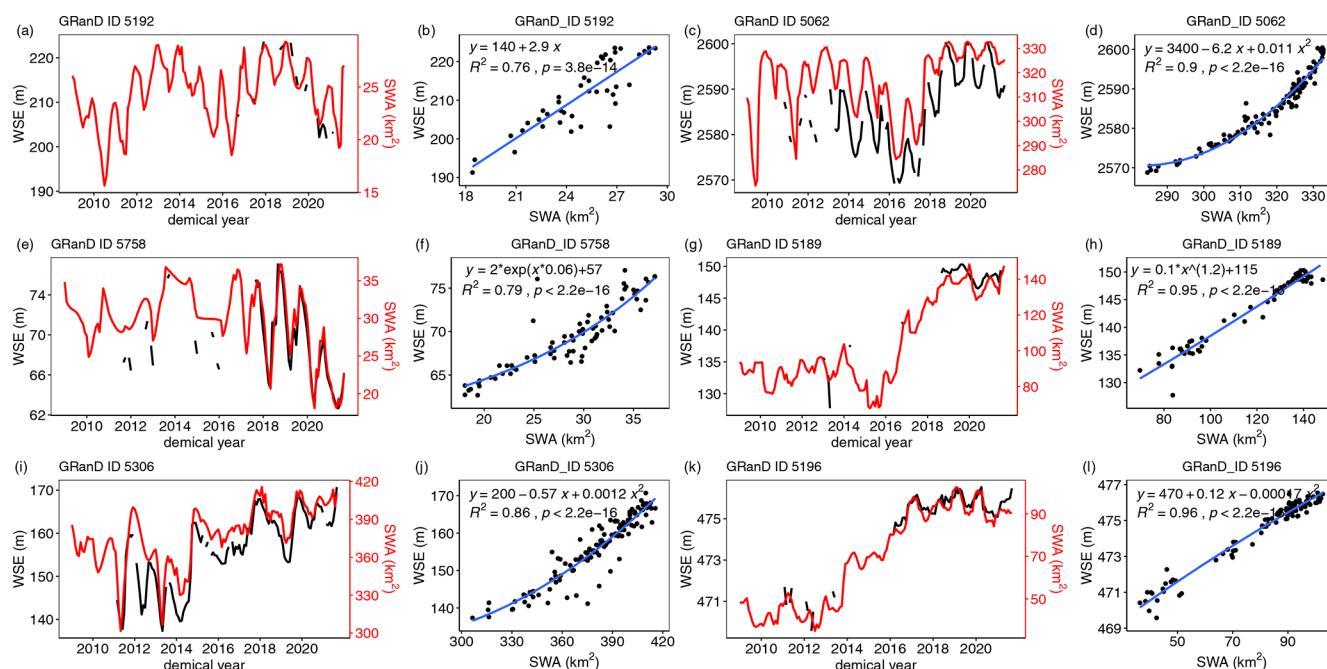 (a) GRanD ID 5192
220
210
200
190
WSE (m)
25
20
15
SWA (km²)
2010 2012 2014 2016 2018 2020
demical year
(b) GRanD_ID 5192
y = 140 + 2.9 x
R² = 0.76 , p = 3.8e−14
220
210
200
190
WSE (m)
18 21 24 27 30
SWA (km²)
(c) GRanD ID 5062
2600
2590
2580
2570
WSE (m)
330
320
310
300
290
280
270
SWA (km²)
2010 2012 2014 2016 2018 2020
demical year
(d) GRanD_ID 5062
y = 3400 − 6.2 x + 0.011 x²
R² = 0.9 , p < 2.2e−16
2600
2590
2580
2570
WSE (m)
290 300 310 320 330
SWA (km²)
(e) GRanD ID 5758
74
70
66
62
WSE (m)
35
30
25
20
SWA (km²)
2010 2012 2014 2016 2018 2020
demical year
(f) GRanD_ID 5758
y = 2*exp(x*0.06)+57
R² = 0.79 , p < 2.2e−16
75
70
65
WSE (m)
20 25 30 35
SWA (km²)
(g) GRanD ID 5189
150
145
140
135
130
WSE (m)
140
120
100
80
SWA (km²)
2010 2012 2014 2016 2018 2020
demical year
(h) GRanD_ID 5189
y = 0.1*x^(1.2)+115
R² = 0.95 , p < 2.2e−16
150
145
140
135
130
WSE (m)
80 100 120 140
SWA (km²)
(i) GRanD ID 5306
170
160
150
140
WSE (m)
420
390
360
330
300
SWA (km²)
2010 2012 2014 2016 2018 2020
demical year
(j) GRanD_ID 5306
y = 200 − 0.57 x + 0.0012 x²
R² = 0.86 , p < 2.2e−16
170
160
150
140
WSE (m)
300 330 360 390 420
SWA (km²)
(k) GRanD ID 5196
475
473
471
WSE (m)
90
70
50
SWA (km²)
2010 2012 2014 2016 2018 2020
demical year
(l) GRanD_ID 5196
y = 470 + 0.12 x − 0.00017 x²
R² = 0.96 , p < 2.2e−16
477
475
473
471
469
WSE (m)
50 70 90
SWA (km²)